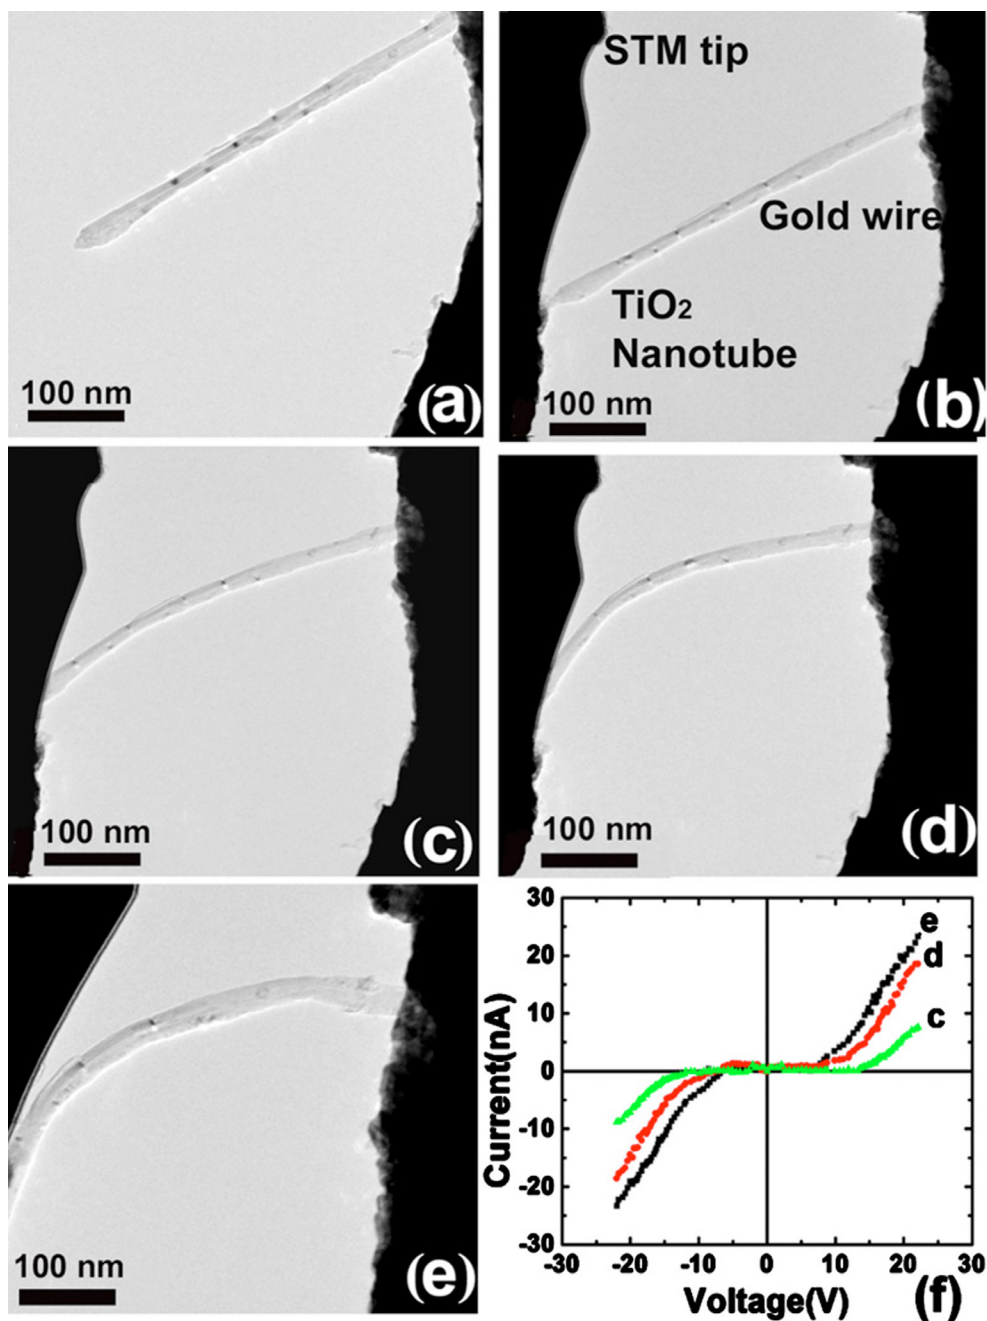 100 nm
(a)
STM tip
Gold wire
TiO₂
Nanotube
100 nm
(b)
100 nm
(c)
100 nm
(d)
100 nm
(e)
30
20
10
0
-10
-20
-30
Current(nA)
e
d
c
-30 -20 -10 0 10 20 30
Voltage(V)
(f)